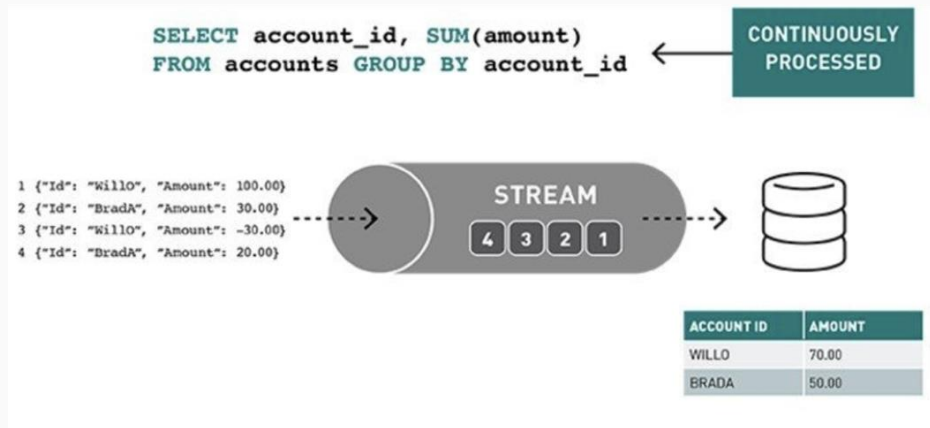 SELECT account_id, SUM(amount)
FROM accounts GROUP BY account_id
CONTINUOUSLY
PROCESSED
1 {"Id": "WillO", "Amount": 100.00}
2 {"Id": "BradA", "Amount": 30.00}
3 {"Id": "WillO", "Amount": -30.00}
4 {"Id": "BradA", "Amount": 20.00}
STREAM
4 3 2 1
ACCOUNT ID AMOUNT
WILLO 70.00
BRADA 50.00